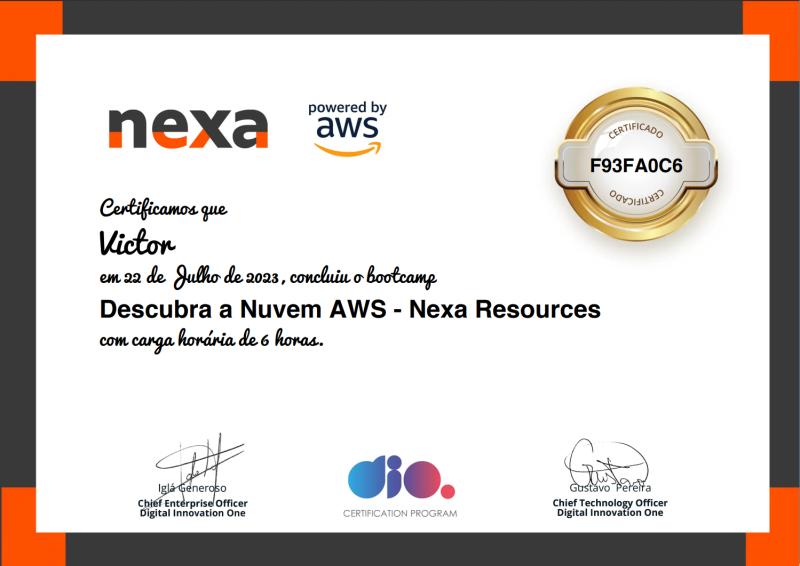 nexa
powered by
aws
CERTIFICADO
F93FA0C6
CERTIFICADO
Certificamos que
Victor
em 22 de Julho de 2023, concluiu o bootcamp
Descubra a Nuvem AWS - Nexa Resources
com carga horária de 6 horas.
Iglá Generoso
Chief Enterprise Officer
Digital Innovation One
dio.
CERTIFICATION PROGRAM
Gustavo Pereira
Chief Technology Officer
Digital Innovation One